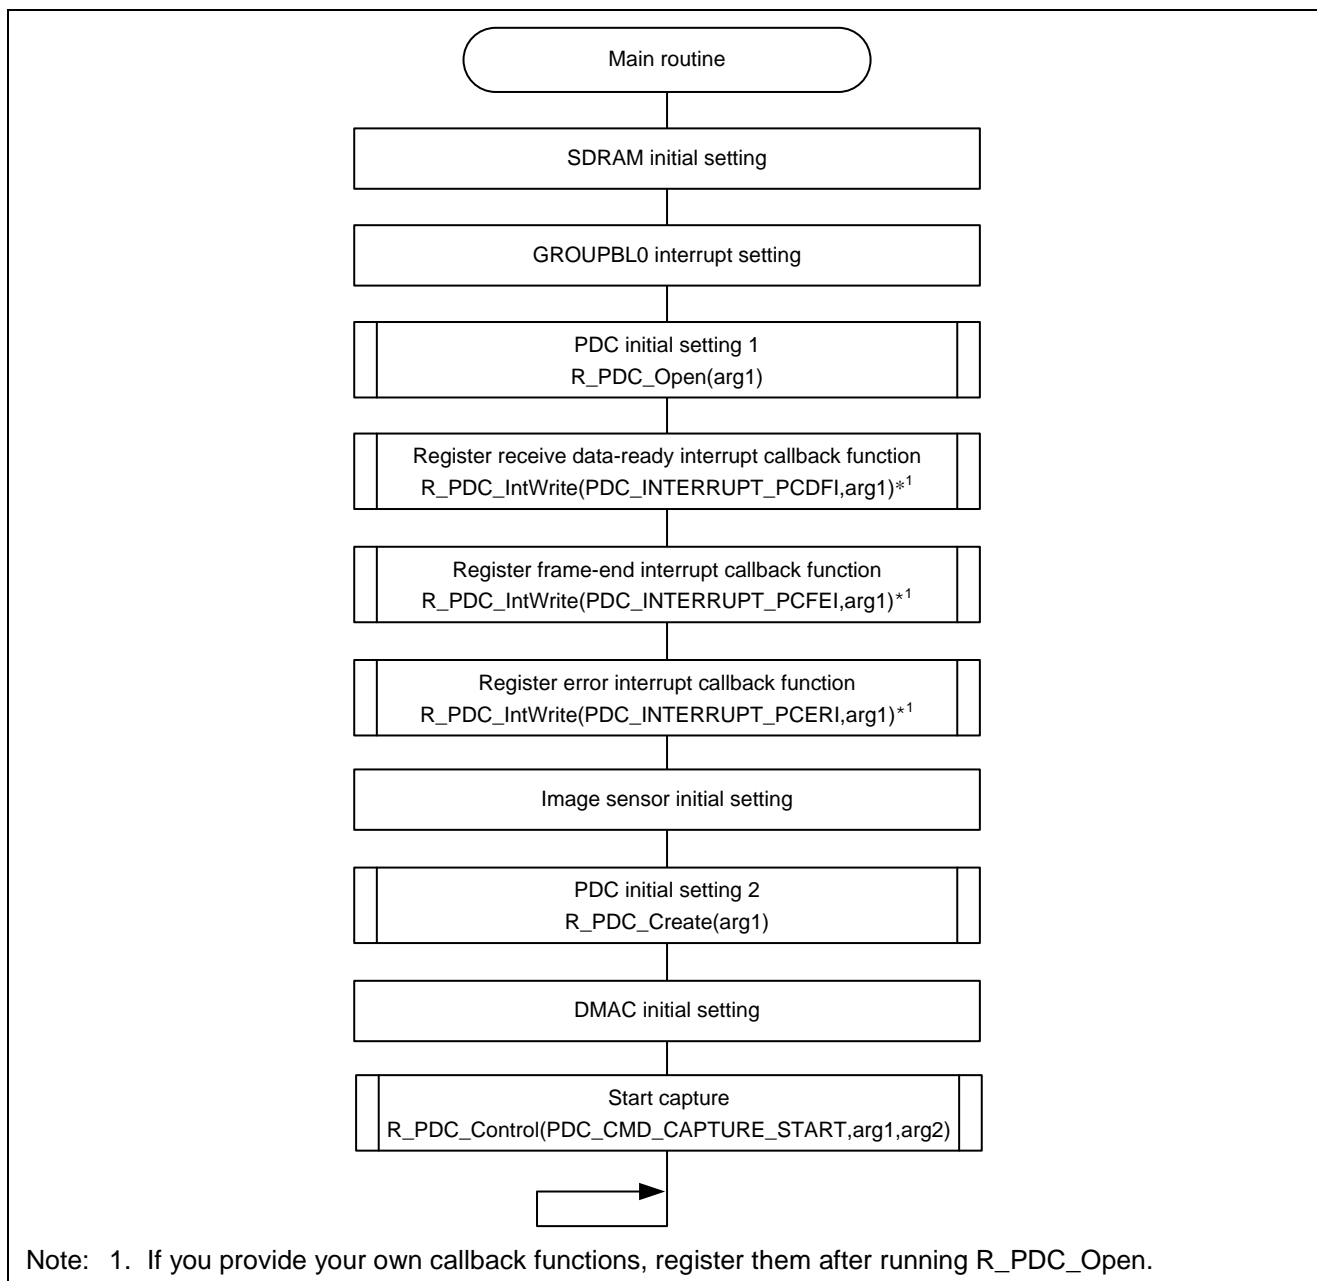 Main routine
SDRAM initial setting
GROUPBL0 interrupt setting
PDC initial setting 1
R_PDC_Open(arg1)
Register receive data-ready interrupt callback function
R_PDC_IntWrite(PDC_INTERRUPT_PCDFI,arg1)*1
Register frame-end interrupt callback function
R_PDC_IntWrite(PDC_INTERRUPT_PCFEI,arg1)*1
Register error interrupt callback function
R_PDC_IntWrite(PDC_INTERRUPT_PCERI,arg1)*1
Image sensor initial setting
PDC initial setting 2
R_PDC_Create(arg1)
DMAC initial setting
Start capture
R_PDC_Control(PDC_CMD_CAPTURE_START,arg1,arg2)
Note: 1. If you provide your own callback functions, register them after running R_PDC_Open.